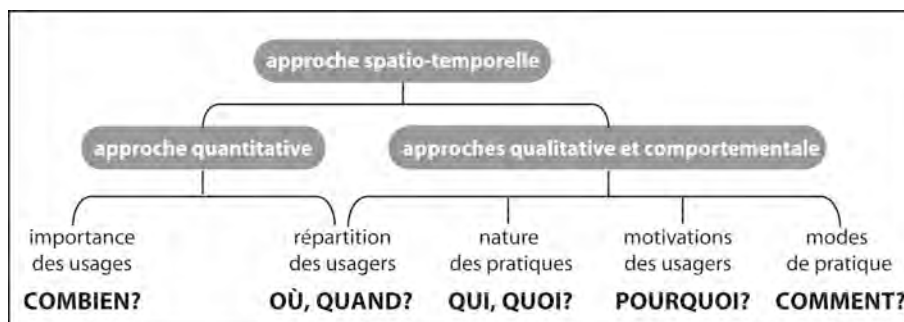 approche spatio-temporelle
approche quantitative
approches qualitative et comportementale
importance
des usages
COMBIEN?
répartition
des usagers
OÙ, QUAND?
nature
des pratiques
QUI, QUOI?
motivations
des usagers
POURQUOI?
modes
de pratique
COMMENT?